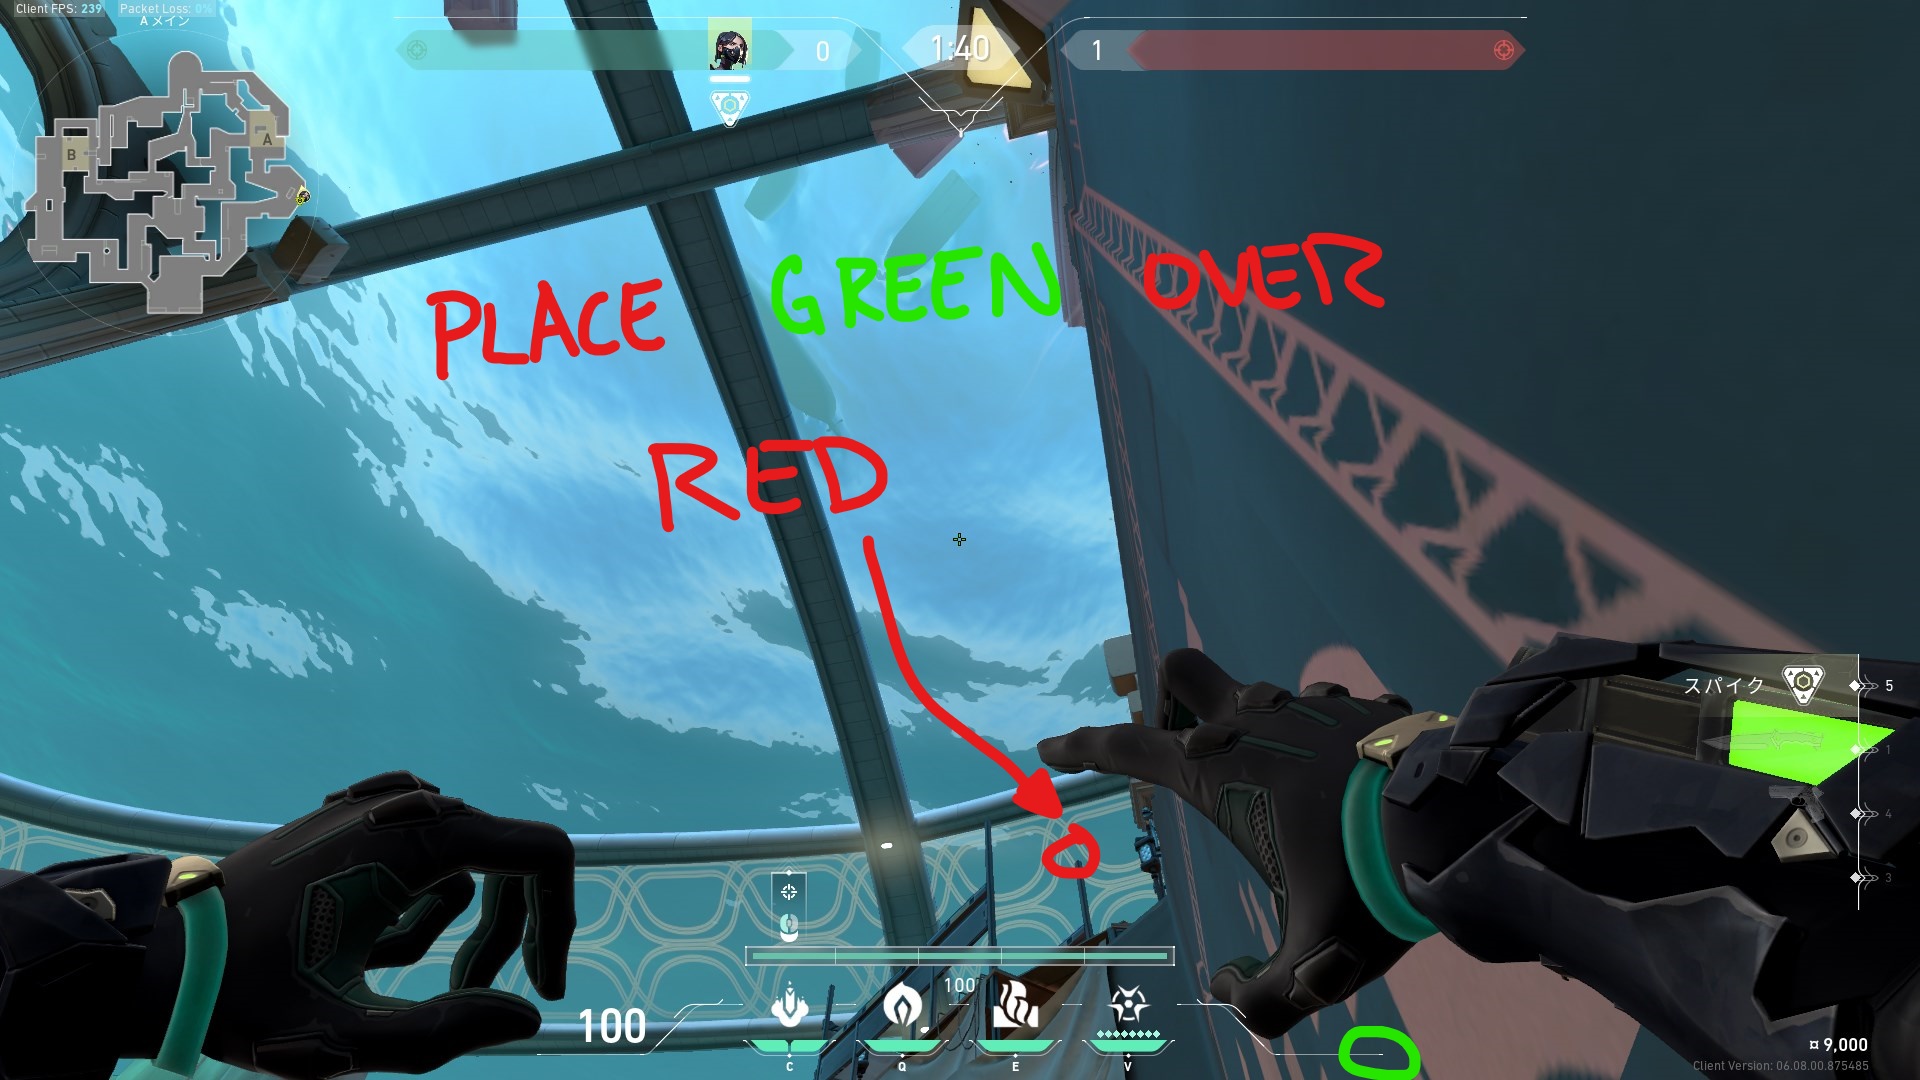 Client FPS: 239 Packet Loss: 0%
A メイン
0 1:40 1
B A
PLACE GREEN OVER
RED
スパイク 5
1
4
3
100
100
C Q E V
¤ 9,000
Client Version: 06.08.00.875485